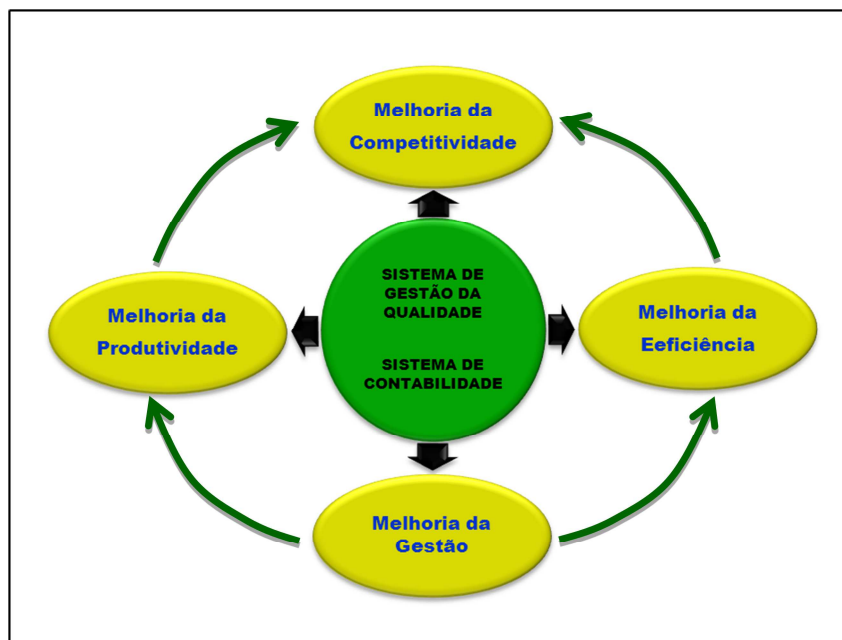 Melhoria da
Competitividade
SISTEMA DE
GESTÃO DA
QUALIDADE
SISTEMA DE
CONTABILIDADE
Melhoria da
Produtividade
Melhoria da
Eeficiência
Melhoria da
Gestão